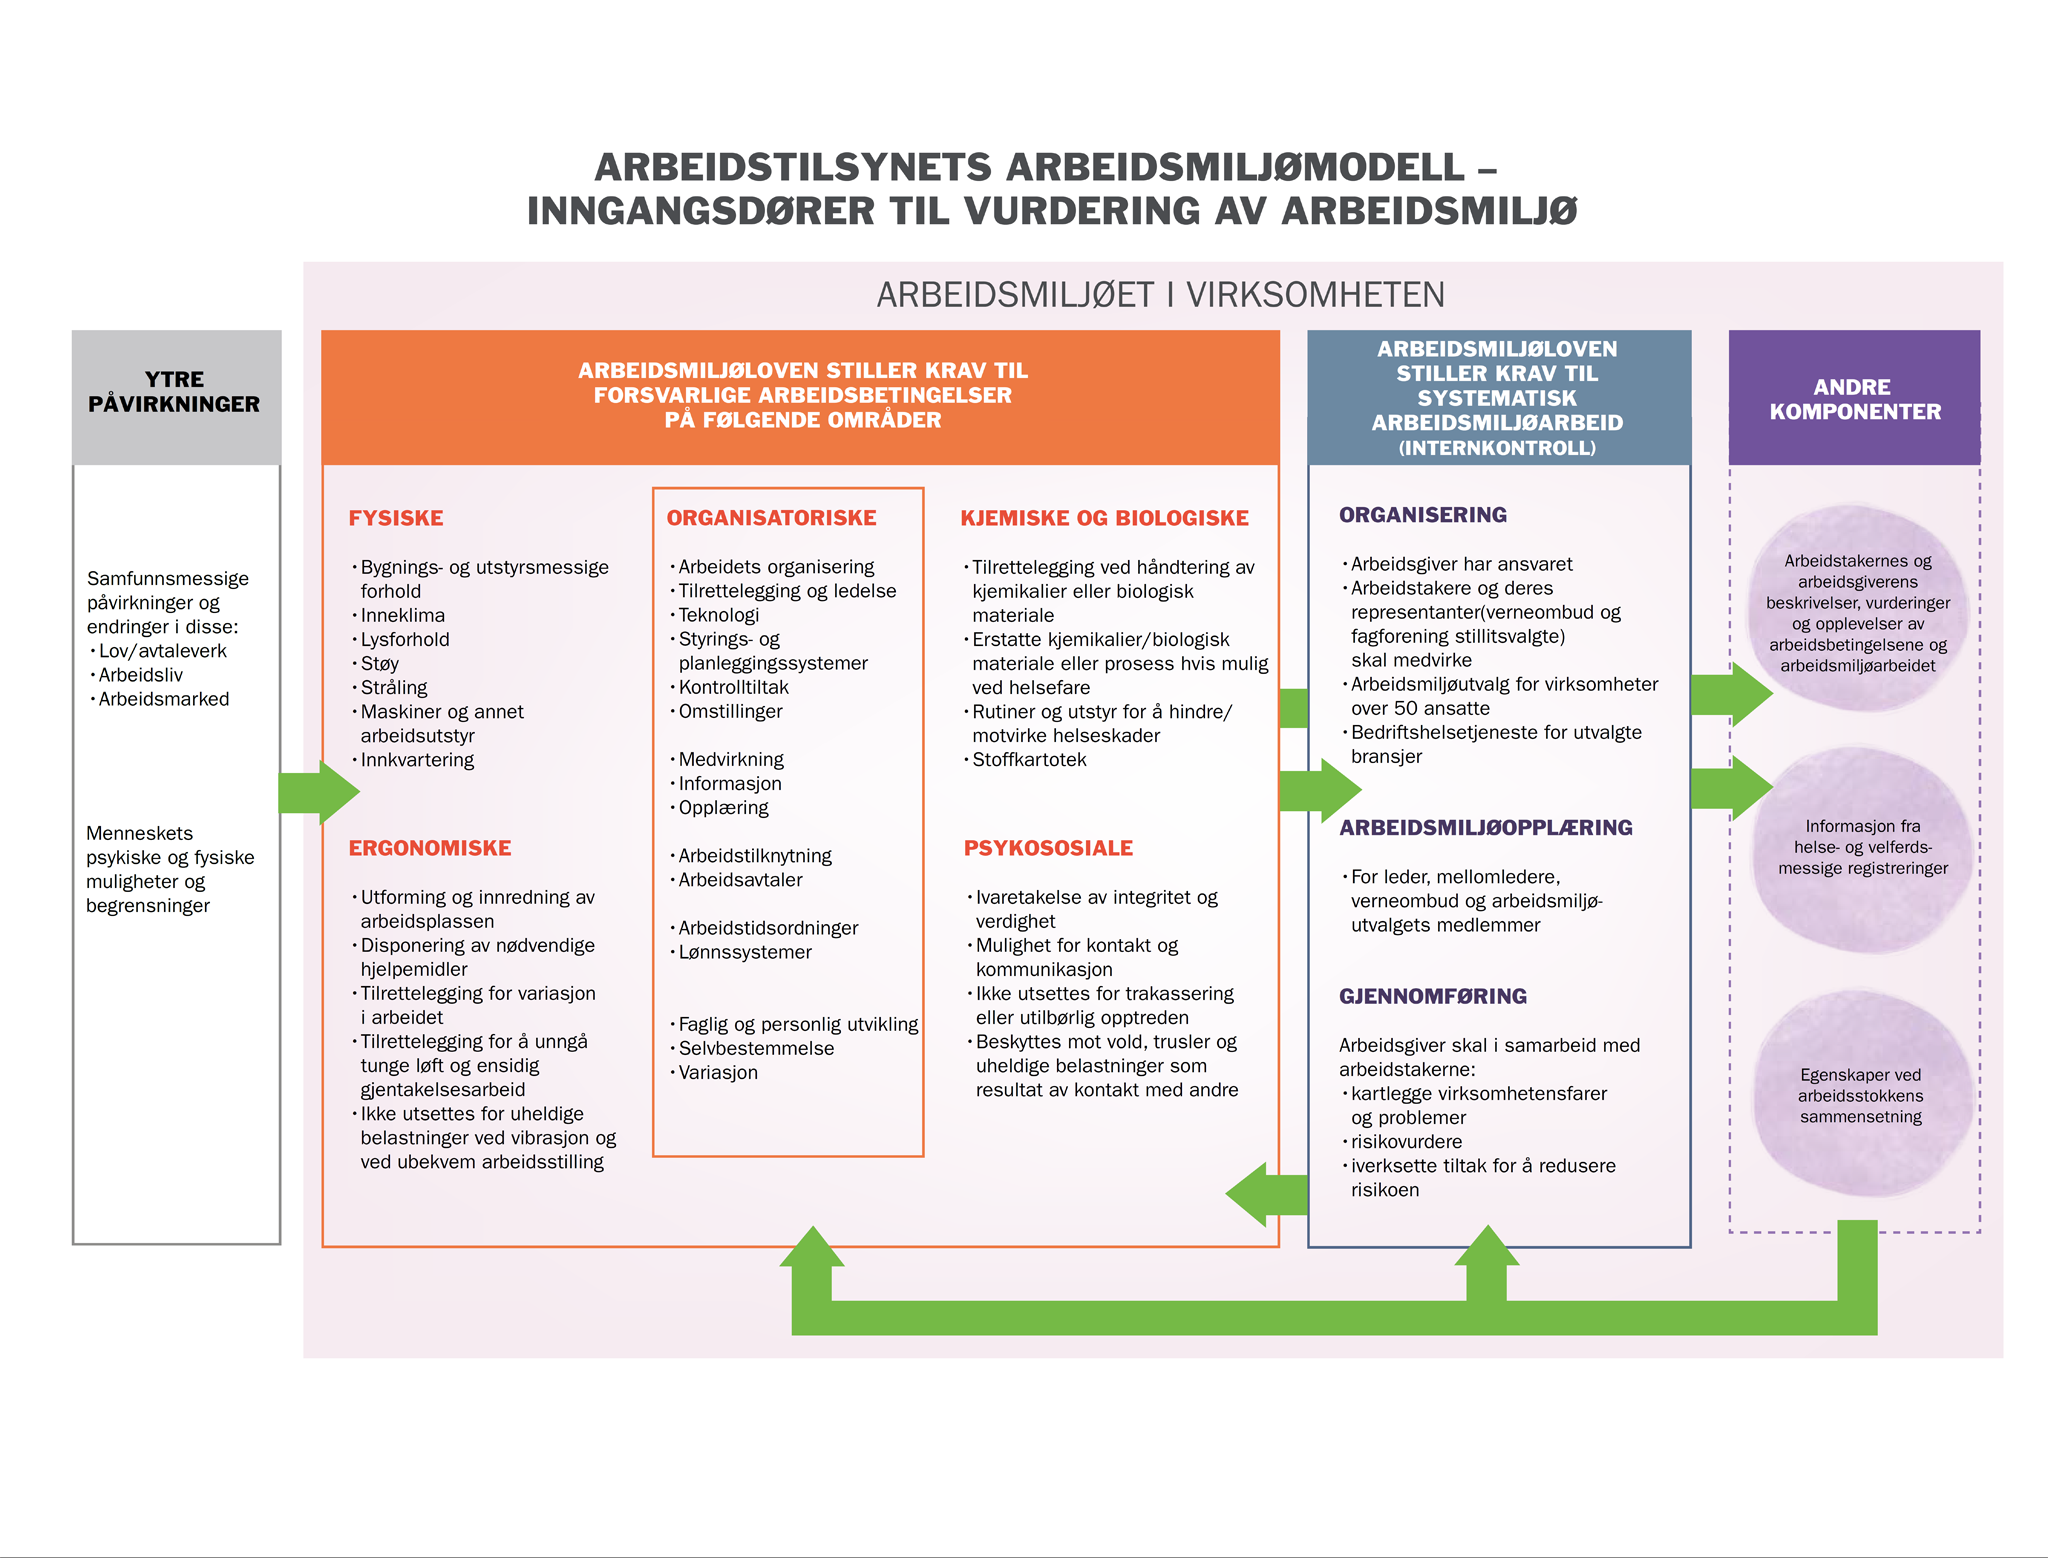 ARBEIDSTILSYNETS ARBEIDSMILJØMODELL –
INNGANGSDØRER TIL VURDERING AV ARBEIDSMILJØ
ARBEIDSMILJØET I VIRKSOMHETEN
YTRE
PÅVIRKNINGER
Samfunnsmessige
påvirkninger og
endringer i disse:
• Lov/avtaleverk
• Arbeidsliv
• Arbeidsmarked
Menneskets
psykiske og fysiske
muligheter og
begrensninger
ARBEIDSMILJØLOVEN STILLER KRAV TIL
FORSVARLIGE ARBEIDSBETINGELSER
PÅ FØLGENDE OMRÅDER
FYSISKE
• Bygnings- og utstyrsmessige
forhold
• Inneklima
• Lysforhold
• Støy
• Stråling
• Maskiner og annet
arbeidsutstyr
• Innkvartering
ERGONOMISKE
• Utforming og innredning av
arbeidsplassen
• Disponering av nødvendige
hjelpemidler
• Tilrettelegging for variasjon
i arbeidet
• Tilrettelegging for å unngå
tunge løft og ensidig
gjentakelsesarbeid
• Ikke utsettes for uheldige
belastninger ved vibrasjon og
ved ubekvem arbeidsstilling
ORGANISATORISKE
• Arbeidets organisering
• Tilrettelegging og ledelse
• Teknologi
• Styrings- og
planleggingssystemer
• Kontrolltiltak
• Omstillinger
• Medvirkning
• Informasjon
• Opplæring
• Arbeidstilknytning
• Arbeidsavtaler
• Arbeidstidsordninger
• Lønnssystemer
• Faglig og personlig utvikling
• Selvbestemmelse
• Variasjon
KJEMISKE OG BIOLOGISKE
• Tilrettelegging ved håndtering av
kjemikalier eller biologisk
materiale
• Erstatte kjemikalier/biologisk
materiale eller prosess hvis mulig
ved helsefare
• Rutiner og utstyr for å hindre/
motvirke helseskader
• Stoffkartotek
PSYKOSOSIALE
• Ivaretakelse av integritet og
verdighet
• Mulighet for kontakt og
kommunikasjon
• Ikke utsettes for trakassering
eller utilbørlig opptreden
• Beskyttes mot vold, trusler og
uheldige belastninger som
resultat av kontakt med andre
ARBEIDSMILJØLOVEN
STILLER KRAV TIL
SYSTEMATISK
ARBEIDSMILJØARBEID
(INTERNKONTROLL)
ORGANISERING
• Arbeidsgiver har ansvaret
• Arbeidstakere og deres
representanter(verneombud og
fagforening stillitsvalgte)
skal medvirke
• Arbeidsmiljøutvalg for virksomheter
over 50 ansatte
• Bedriftshelsetjeneste for utvalgte
bransjer
ARBEIDSMILJØOPPLÆRING
• For leder, mellomledere,
verneombud og arbeidsmiljø-
utvalgets medlemmer
GJENNOMFØRING
Arbeidsgiver skal i samarbeid med
arbeidstakerne:
• kartlegge virksomhetensfarer
og problemer
• risikovurdere
• iverksette tiltak for å redusere
risikoen
ANDRE
KOMPONENTER
Arbeidstakernes og
arbeidsgiverens
beskrivelser, vurderinger
og opplevelser av
arbeidsbetingelsene og
arbeidsmiljøarbeidet
Informasjon fra
helse- og velferds-
messige registreringer
Egenskaper ved
arbeidsstokkens
sammensetning